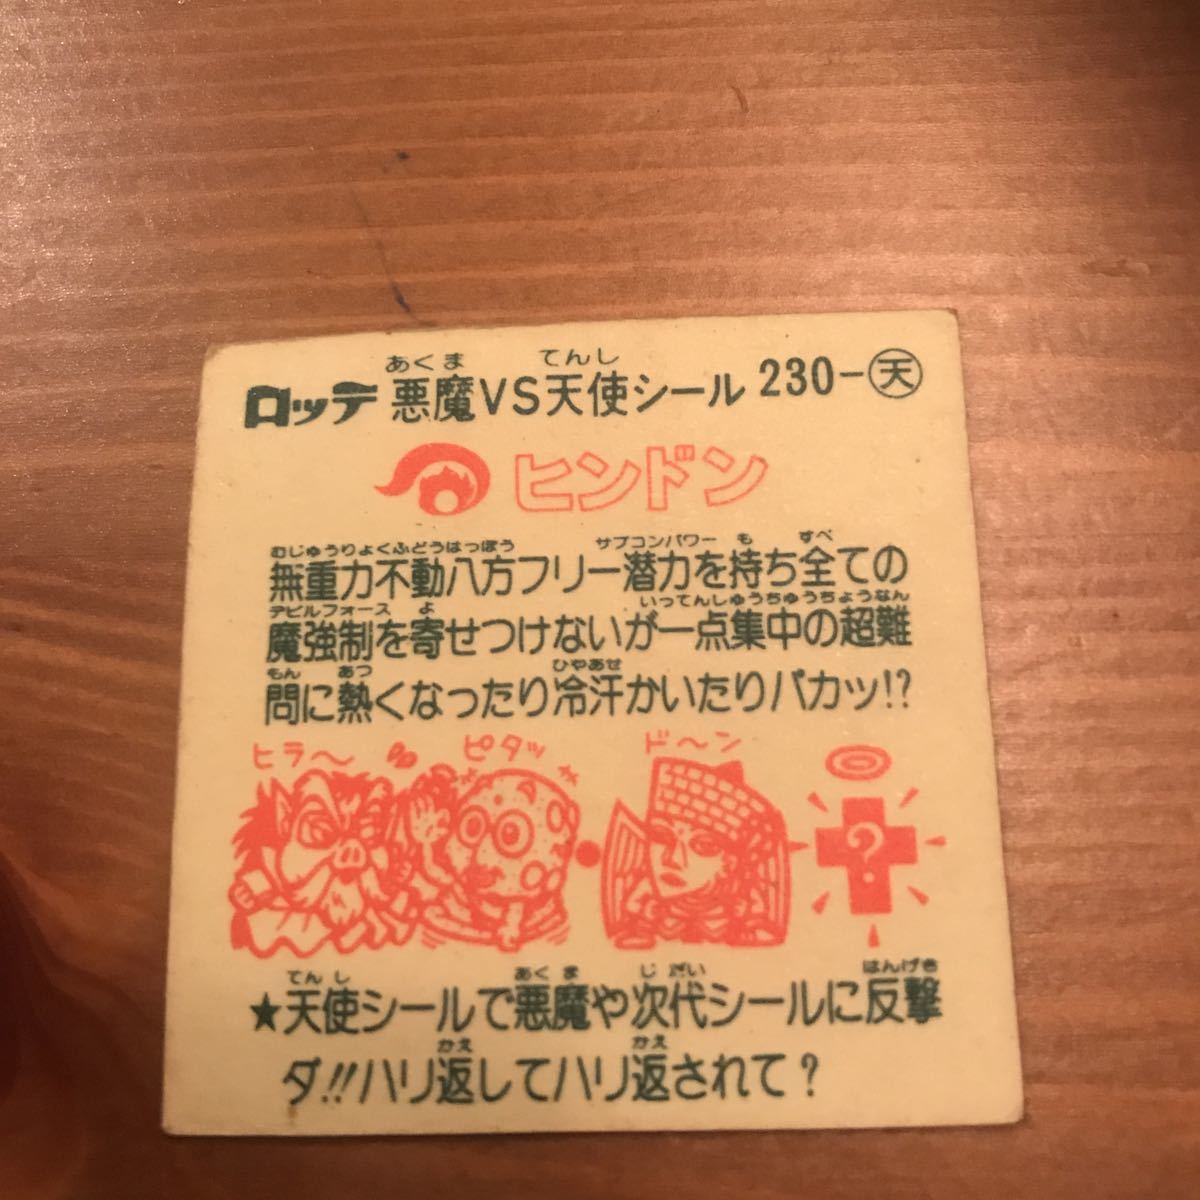 あくま てんし
ロッテ 悪魔VS天使シール 230-天
ヒンドン
むじゅうりょくふどうはっぽう サブコンパワー も すべ
無重力不動八方フリー潜力を持ち全ての
デビルフォース よ いってんしゅうちゅうちょうなん
魔強制を寄せつけないが一点集中の超難
もん あつ ひやあせ
問に熱くなったり冷汗かいたりパカッ!?
ヒラ〜 ピタッ ド〜ン
?
てんし あくま じだい はんげき
★天使シールで悪魔や次代シールに反撃
かえ かえ
ダ!!ハリ返してハリ返されて?